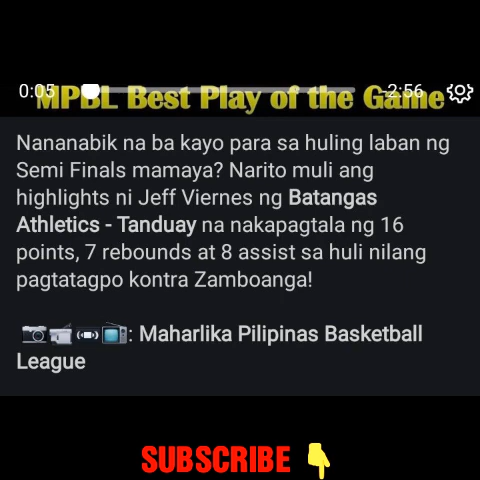 0:05
-2:56
MPBL Best Play of the Game
Nananabik na ba kayo para sa huling laban ng
Semi Finals mamaya? Narito muli ang
highlights ni Jeff Viernes ng Batangas
Athletics - Tanduay na nakapagtala ng 16
points, 7 rebounds at 8 assist sa huli nilang
pagtatagpo kontra Zamboanga!
📷📹📼📺: Maharlika Pilipinas Basketball
League
SUBSCRIBE 👇